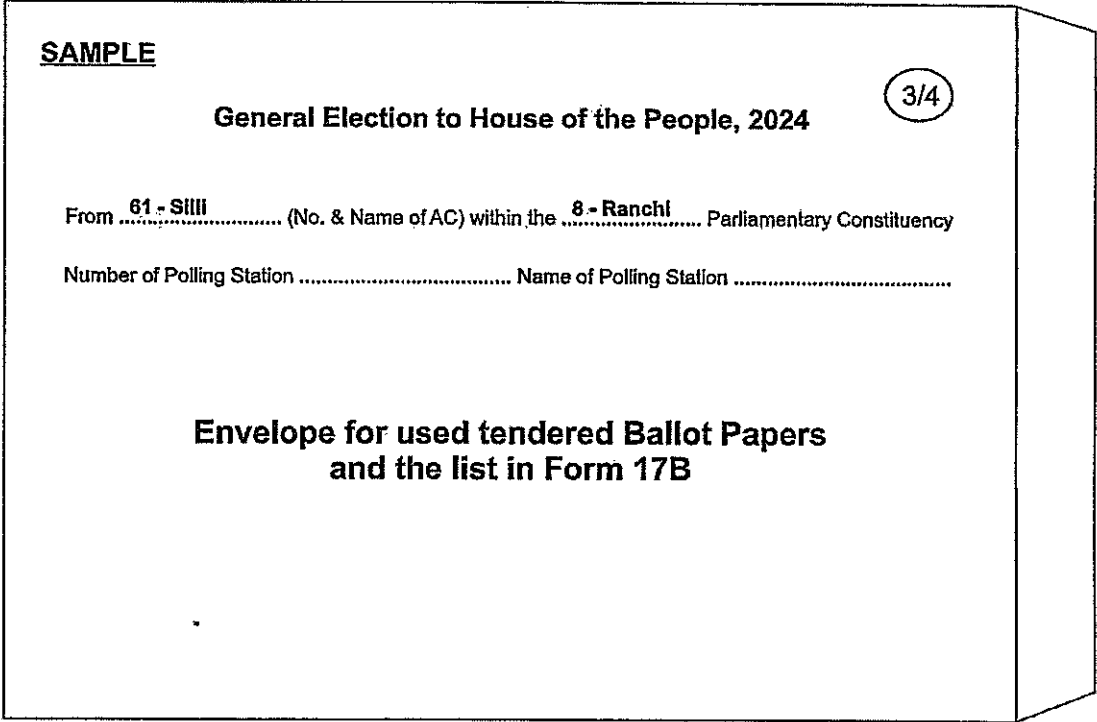 SAMPLE
3/4
General Election to House of the People, 2024
From ..61 - Silli............. (No. & Name of AC) within the ..8 - Ranchi...... Parliamentary Constituency
Number of Polling Station ...................................... Name of Polling Station .......................................
Envelope for used tendered Ballot Papers
and the list in Form 17B